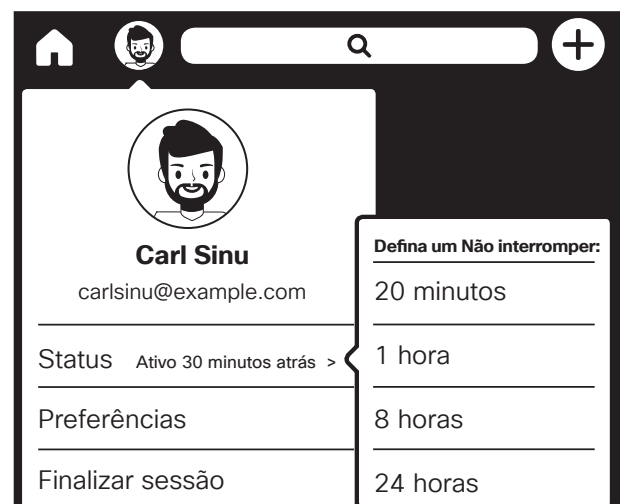 Carl Sinu
carlsinu@example.com
Status Ativo 30 minutos atrás >
Preferências
Finalizar sessão
Defina um Não interromper:
20 minutos
1 hora
8 horas
24 horas